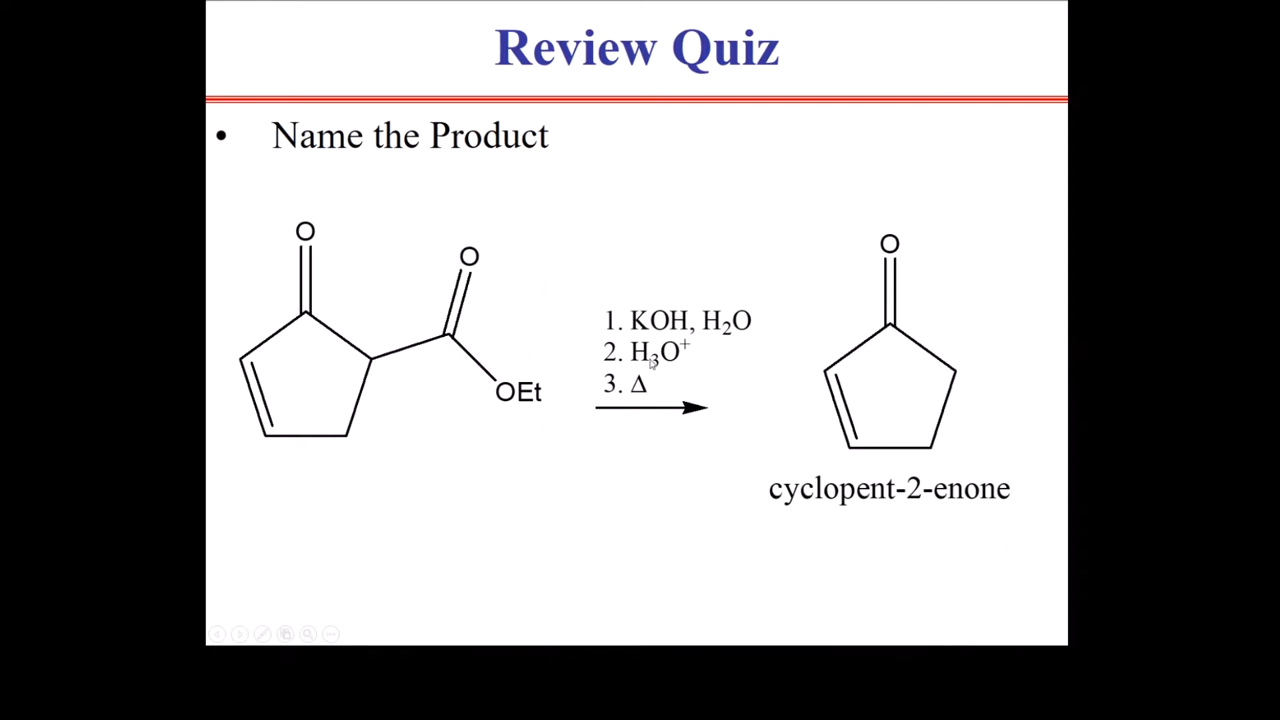 Review Quiz
• Name the Product
O
O
OEt
1. KOH, H₂O
2. H₃O⁺
3. Δ
O
cyclopent-2-enone